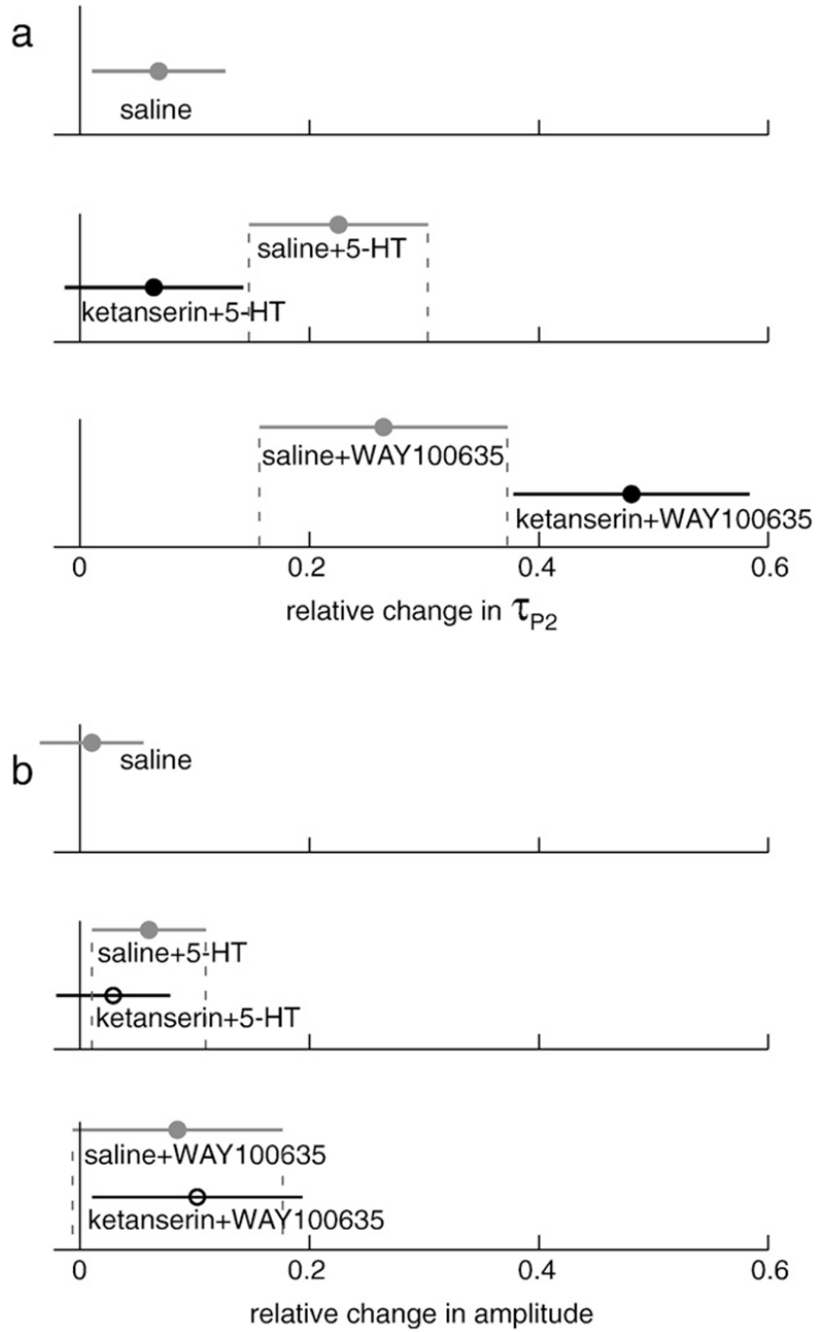 a
saline
saline+5-HT
ketanserin+5-HT
saline+WAY100635
ketanserin+WAY100635
0 0.2 0.4 0.6
relative change in τP2
b
saline
saline+5-HT
ketanserin+5-HT
saline+WAY100635
ketanserin+WAY100635
0 0.2 0.4 0.6
relative change in amplitude